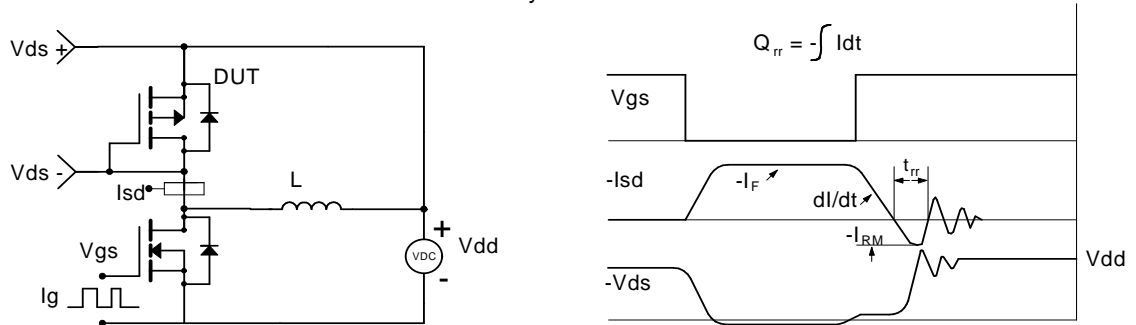 Vds +
DUT
Vds -
Isd
L
Vgs
Ig
+
VDC
-
Vdd
Q rr = -∫ Idt
Vgs
-Isd
-I F
dI/dt
t rr
-I RM
Vdd
-Vds